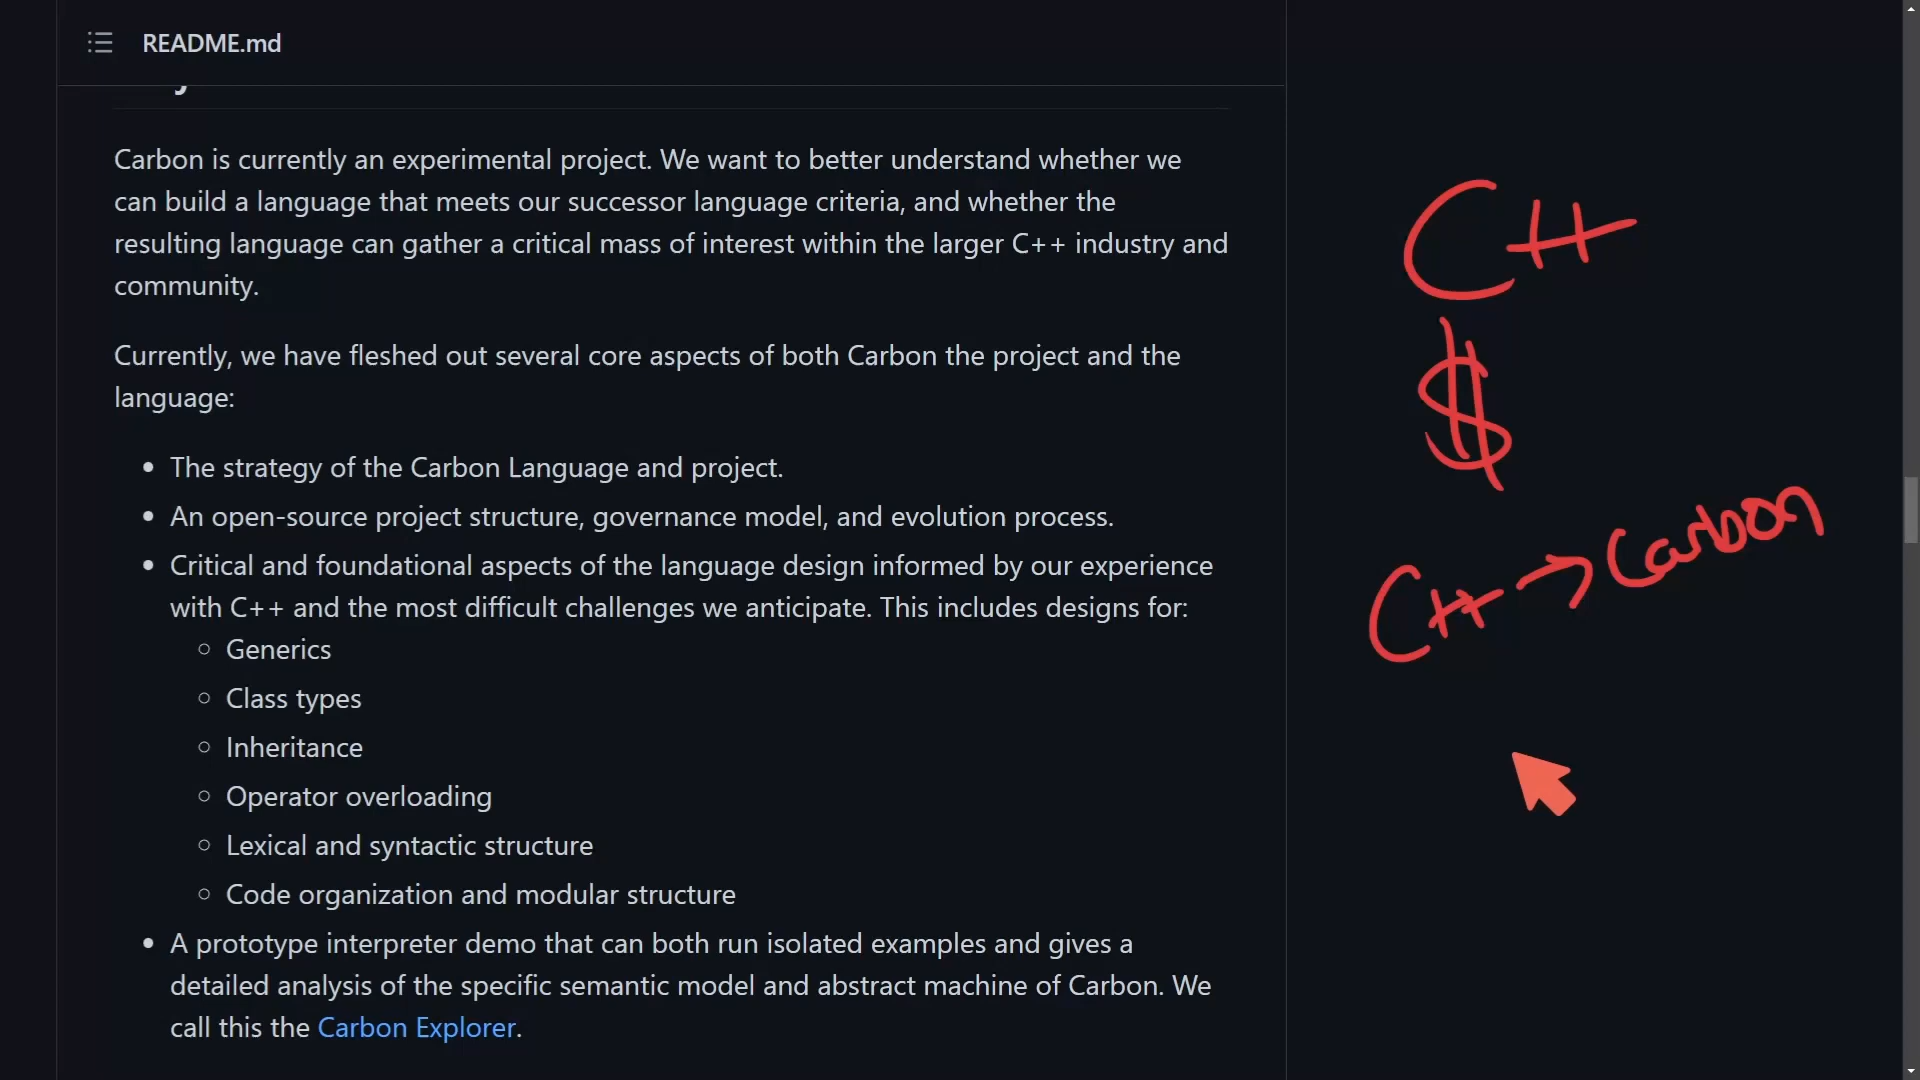 README.md
Carbon is currently an experimental project. We want to better understand whether we
can build a language that meets our successor language criteria, and whether the
resulting language can gather a critical mass of interest within the larger C++ industry and
community.
Currently, we have fleshed out several core aspects of both Carbon the project and the
language:
The strategy of the Carbon Language and project.
An open-source project structure, governance model, and evolution process.
Critical and foundational aspects of the language design informed by our experience
with C++ and the most difficult challenges we anticipate. This includes designs for:
Generics
Class types
Inheritance
Operator overloading
Lexical and syntactic structure
Code organization and modular structure
A prototype interpreter demo that can both run isolated examples and gives a
detailed analysis of the specific semantic model and abstract machine of Carbon. We
call this the Carbon Explorer.
C++
$
C++ → Carbon